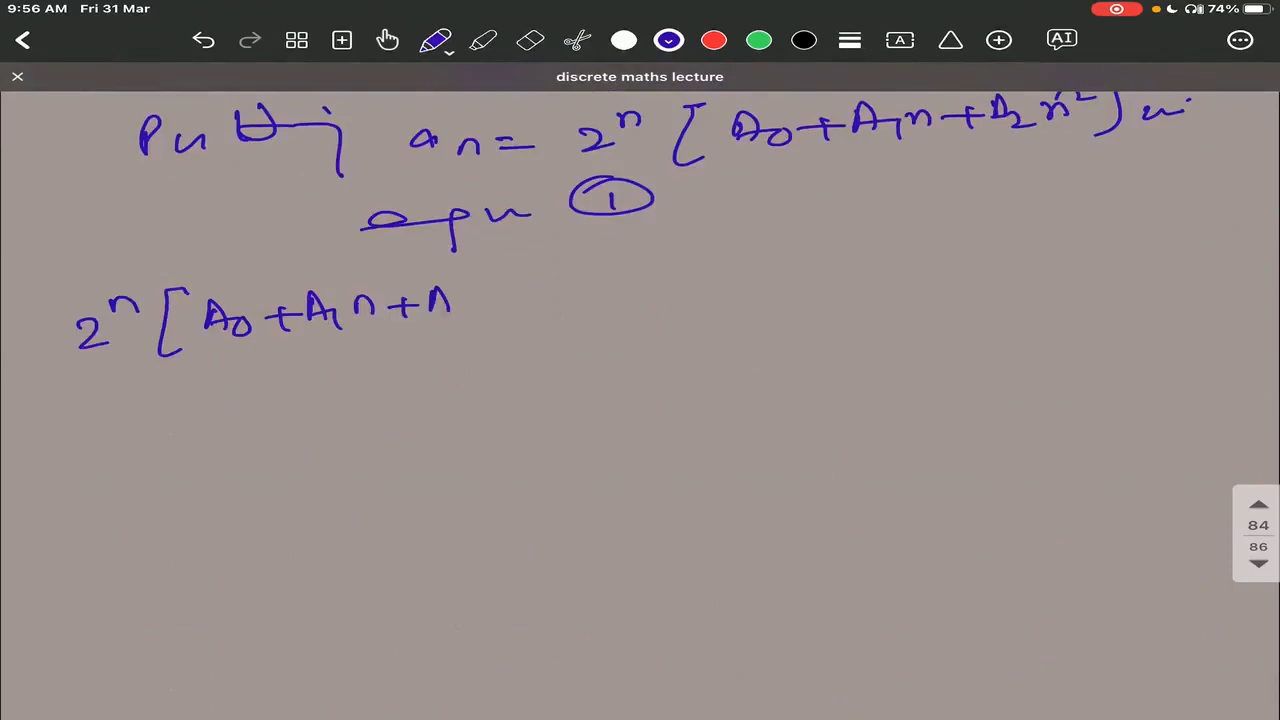 9:56 AM Fri 31 Mar 74%
A AI
discrete maths lecture
Putting aₙ = 2ⁿ [A₀+A₁n+A₂n²) in
eqn ①
2ⁿ [A₀+A₁n+A
84
86